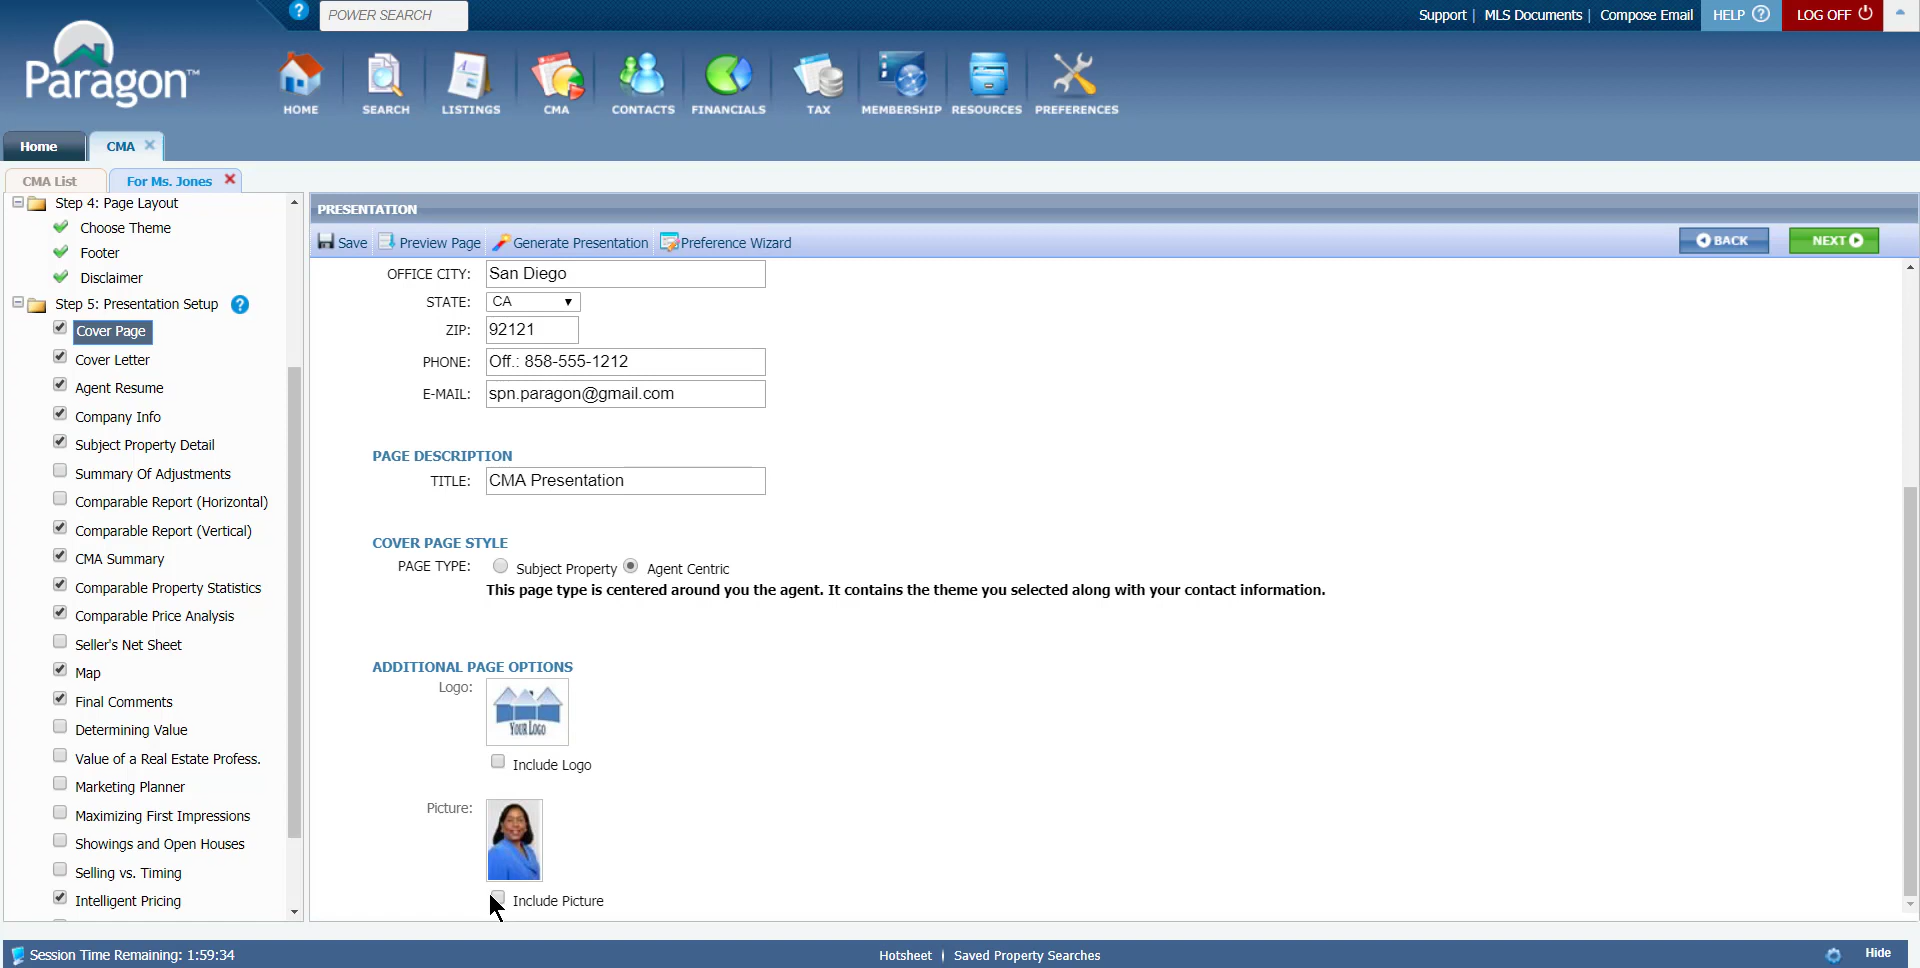 POWER SEARCH
Support | MLS Documents | Compose Email HELP LOG OFF
Paragon™
HOME SEARCH LISTINGS CMA CONTACTS FINANCIALS TAX MEMBERSHIP RESOURCES PREFERENCES
Home CMA
CMA List For Ms. Jones
Step 4: Page Layout
Choose Theme
Footer
Disclaimer
Step 5: Presentation Setup
Cover Page
Cover Letter
Agent Resume
Company Info
Subject Property Detail
Summary Of Adjustments
Comparable Report (Horizontal)
Comparable Report (Vertical)
CMA Summary
Comparable Property Statistics
Comparable Price Analysis
Seller's Net Sheet
Map
Final Comments
Determining Value
Value of a Real Estate Profess.
Marketing Planner
Maximizing First Impressions
Showings and Open Houses
Selling vs. Timing
Intelligent Pricing
PRESENTATION
Save Preview Page Generate Presentation Preference Wizard BACK NEXT
OFFICE CITY: San Diego
STATE: CA
ZIP: 92121
PHONE: Off.: 858-555-1212
E-MAIL: spn.paragon@gmail.com
PAGE DESCRIPTION
TITLE: CMA Presentation
COVER PAGE STYLE
PAGE TYPE: Subject Property Agent Centric
This page type is centered around you the agent. It contains the theme you selected along with your contact information.
ADDITIONAL PAGE OPTIONS
Logo:
YOUR LOGO
Include Logo
Picture:
Include Picture
Session Time Remaining: 1:59:34 Hotsheet | Saved Property Searches Hide